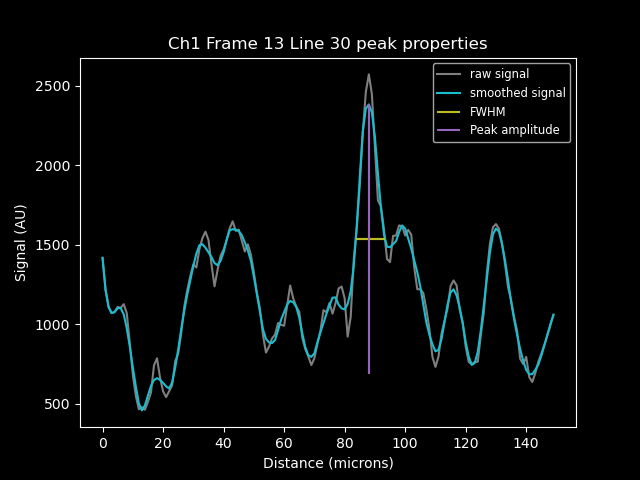 Ch1 Frame 13 Line 30 peak properties
raw signal
smoothed signal
FWHM
Peak amplitude
Signal (AU)
2500
2000
1500
1000
500
0 20 40 60 80 100 120 140
Distance (microns)